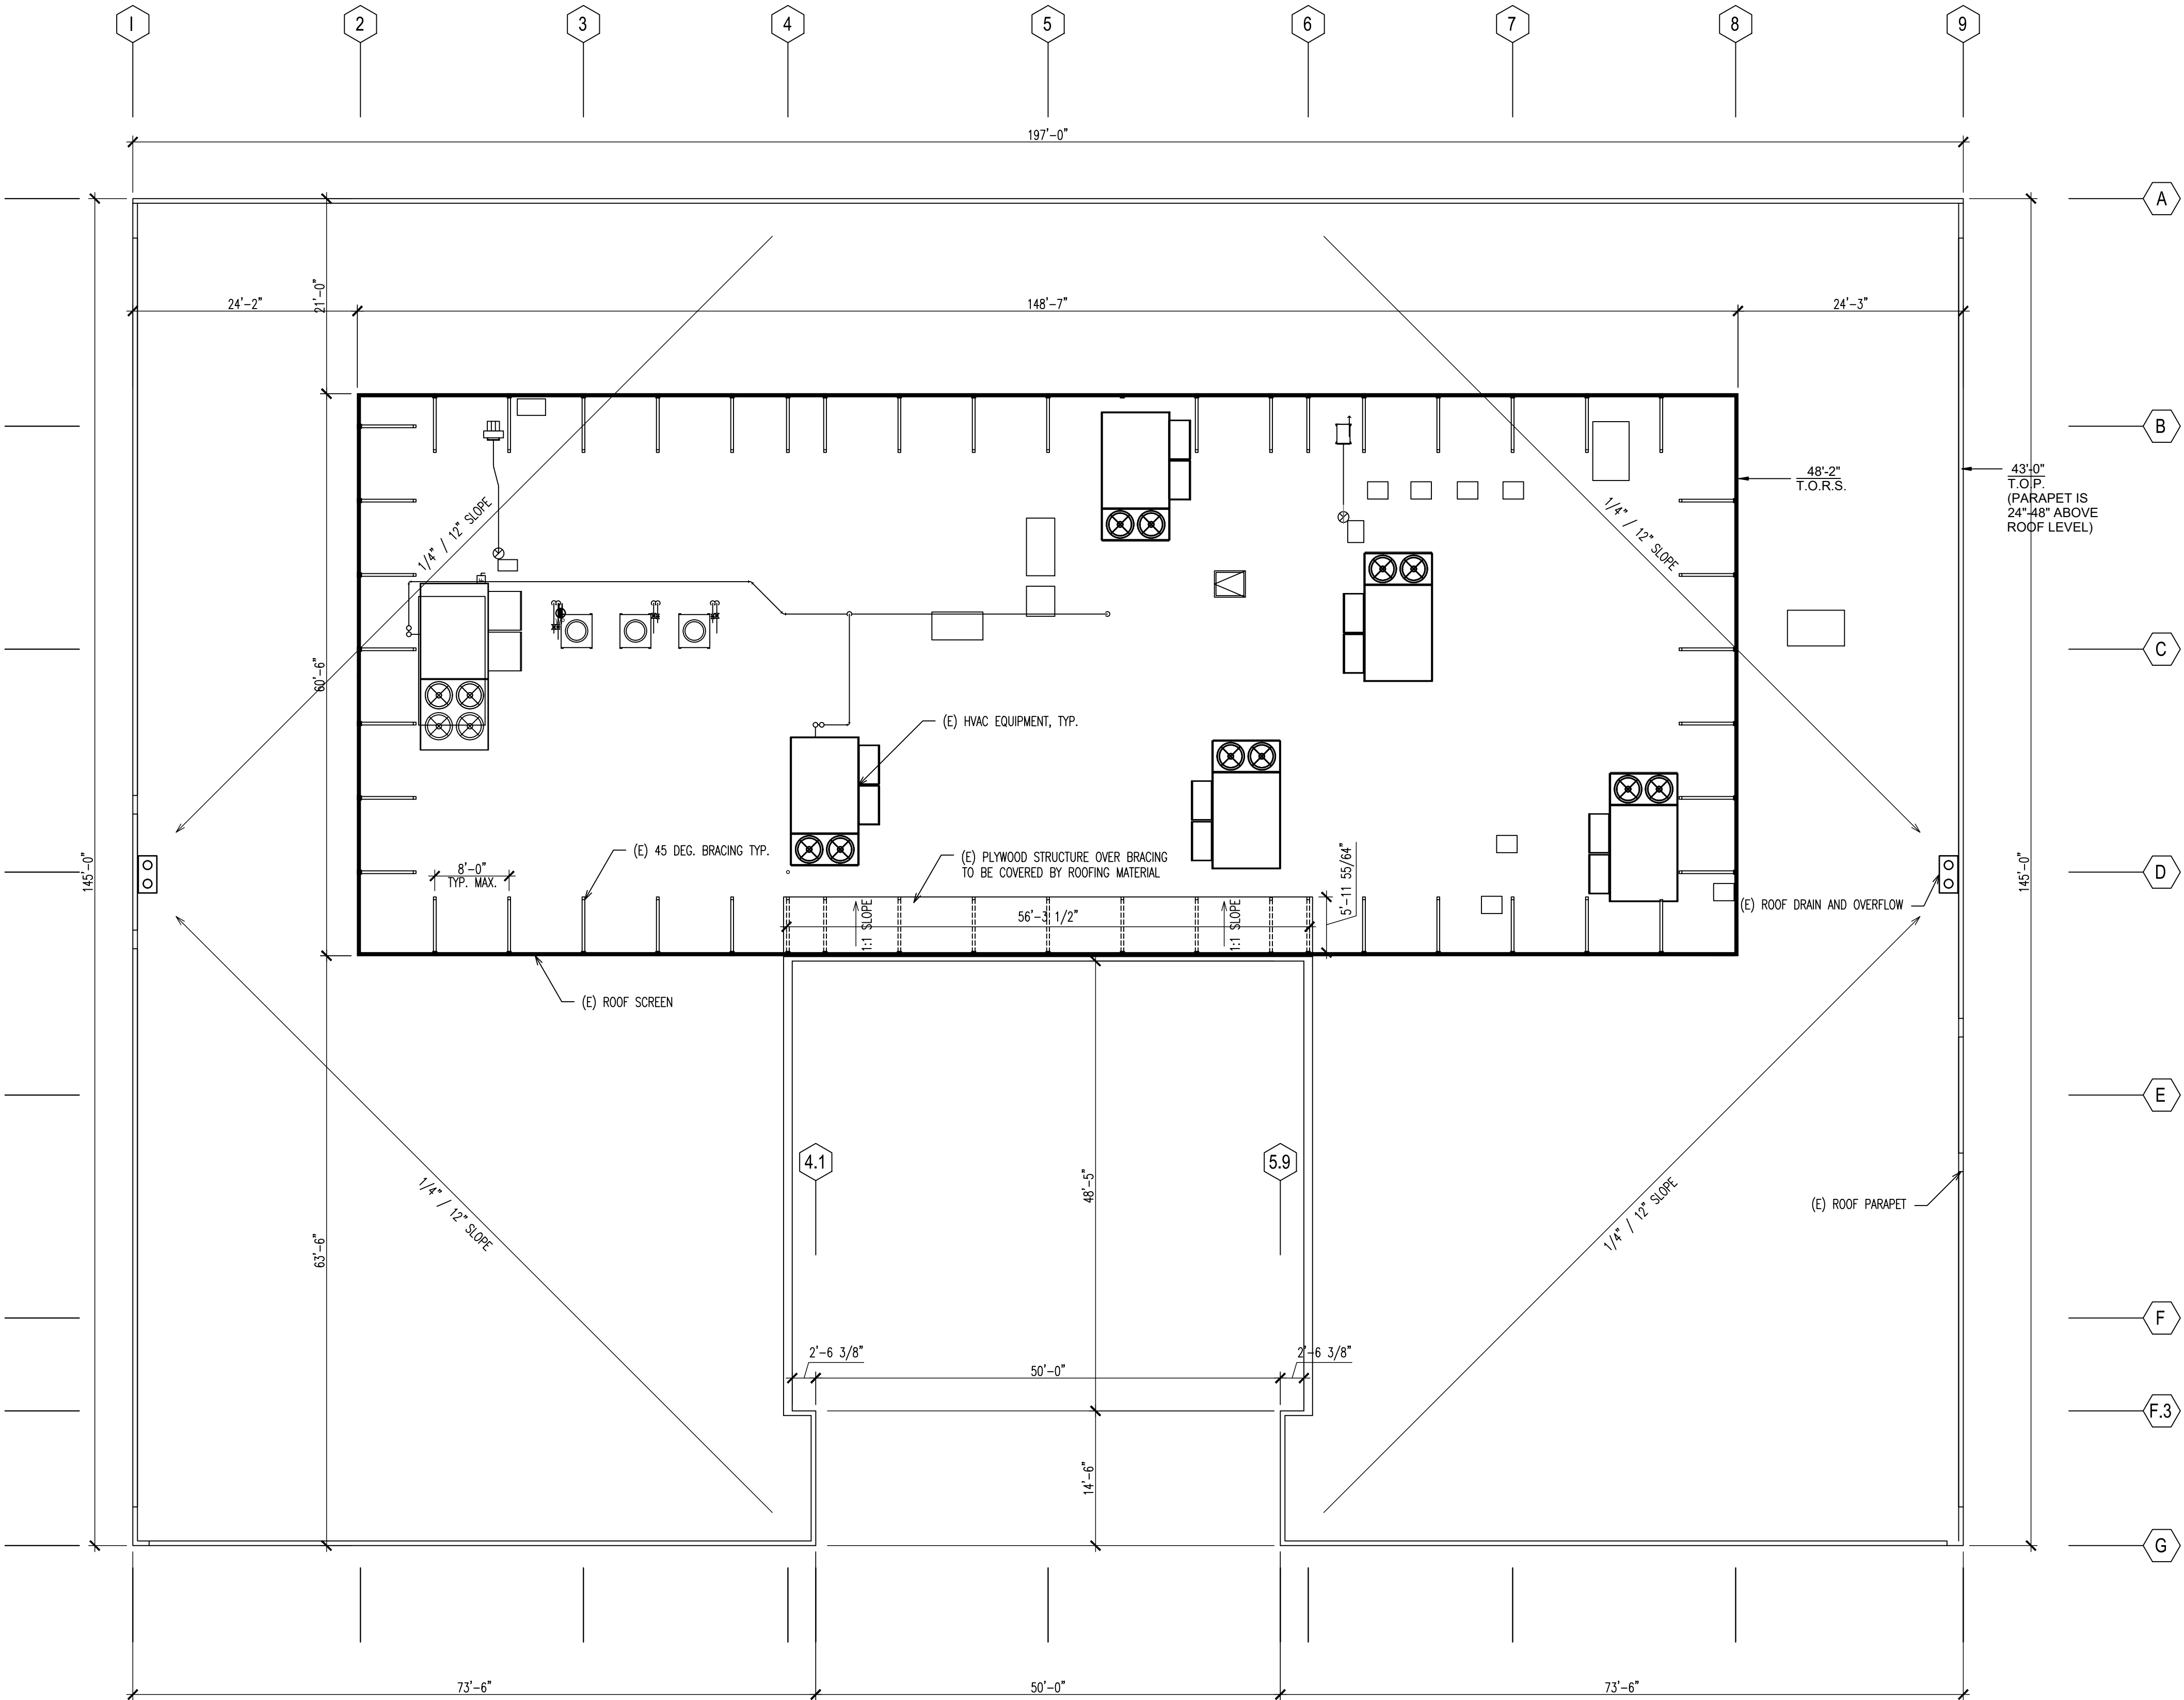 I
2
3
4
5
6
7
8
9
197'-0"
A
21'-0"
24'-2"
148'-7"
24'-3"
B
48'-2"
T.O.R.S.
43'-0"
T.O.P.
(PARAPET IS
24"-48" ABOVE
ROOF LEVEL)
1/4" / 12" SLOPE
1/4" / 12" SLOPE
C
60'-6"
(E) HVAC EQUIPMENT, TYP.
(E) 45 DEG. BRACING TYP.
(E) PLYWOOD STRUCTURE OVER BRACING
TO BE COVERED BY ROOFING MATERIAL
5'-11 55/64"
145'-0"
8'-0"
TYP. MAX.
D
145'-0"
(E) ROOF DRAIN AND OVERFLOW
56'-3 1/2"
1:1 SLOPE
1:1 SLOPE
(E) ROOF SCREEN
E
4.1
5.9
48'-5"
1/4" / 12" SLOPE
1/4" / 12" SLOPE
(E) ROOF PARAPET
63'-6"
F
2'-6 3/8"
2'-6 3/8"
50'-0"
F.3
14'-6"
G
73'-6"
50'-0"
73'-6"